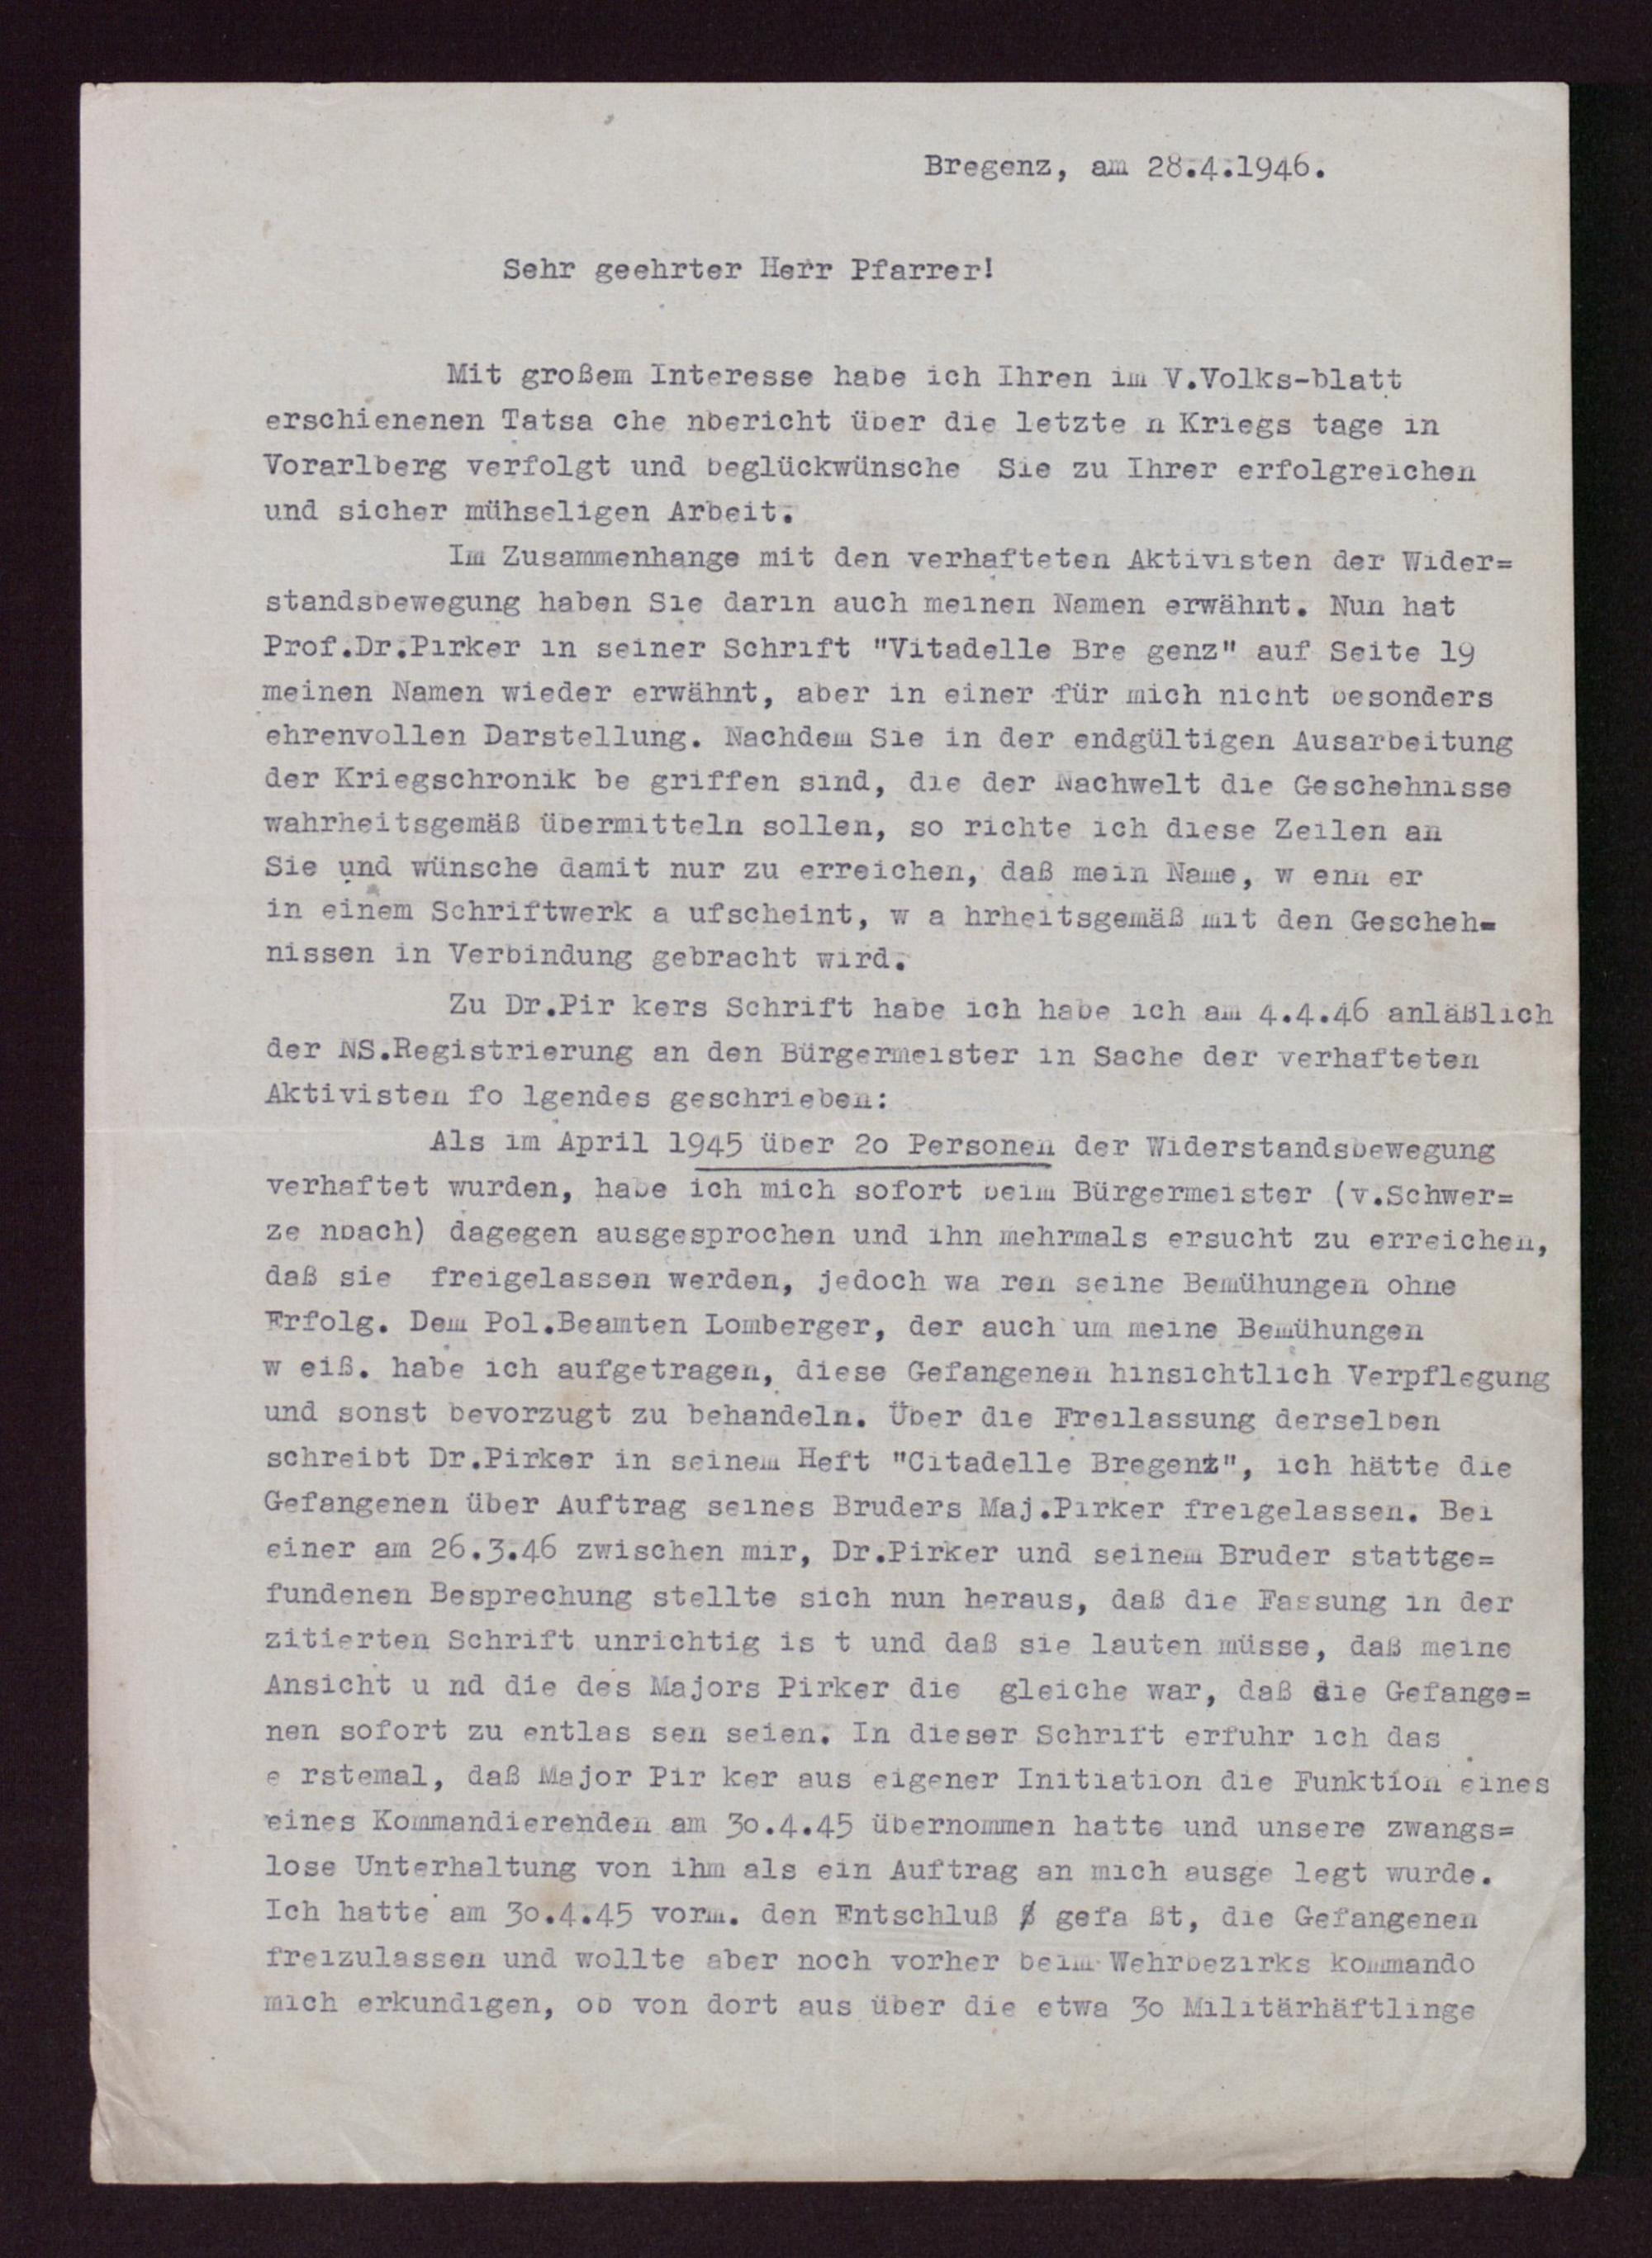 Bregenz, am 28.4.1946.
Sehr geehrter Herr Pfarrer!
Mit großem Interesse habe ich Ihren im V.Volks-blatt
erschienenen Tatsa che nbericht über die letzte n Kriegs tage in
Vorarlberg verfolgt und beglückwünsche Sie zu Ihrer erfolgreichen
und sicher mühseligen Arbeit.
Im Zusammenhange mit den verhafteten Aktivisten der Wider=
standsbewegung haben Sie darin auch meinen Namen erwähnt. Nun hat
Prof.Dr.Pirker in seiner Schrift "Vitadelle Bre genz" auf Seite 19
meinen Namen wieder erwähnt, aber in einer für mich nicht besonders
ehrenvollen Darstellung. Nachdem Sie in der endgültigen Ausarbeitung
der Kriegschronik be griffen sind, die der Nachwelt die Geschehnisse
wahrheitsgemäß übermitteln sollen, so richte ich diese Zeilen an
Sie und wünsche damit nur zu erreichen, daß mein Name, w enn er
in einem Schriftwerk a ufscheint, w a hrheitsgemäß mit den Gescheh=
nissen in Verbindung gebracht wird.
Zu Dr.Pir kers Schrift habe ich habe ich am 4.4.46 anläßlich
der NS.Registrierung an den Bürgermeister in Sache der verhafteten
Aktivisten fo lgendes geschrieben:
Als im April 1945 über 2o Personen der Widerstandsbewegung
verhaftet wurden, habe ich mich sofort beim Bürgermeister (v.Schwer=
ze nbach) dagegen ausgesprochen und ihn mehrmals ersucht zu erreichen,
daß sie freigelassen werden, jedoch wa ren seine Bemühungen ohne
Erfolg. Dem Pol.Beamten Lomberger, der auch um meine Bemühungen
w eiß. habe ich aufgetragen, diese Gefangenen hinsichtlich Verpflegung
und sonst bevorzugt zu behandeln. Über die Freilassung derselben
schreibt Dr.Pirker in seinem Heft "Citadelle Bregenz", ich hätte die
Gefangenen über Auftrag seines Bruders Maj.Pirker freigelassen. Bei
einer am 26.3.46 zwischen mir, Dr.Pirker und seinem Bruder stattge=
fundenen Besprechung stellte sich nun heraus, daß die Fassung in der
zitierten Schrift unrichtig is t und daß sie lauten müsse, daß meine
Ansicht u nd die des Majors Pirker die gleiche war, daß die Gefange=
nen sofort zu entlas sen seien. In dieser Schrift erfuhr ich das
e rstemal, daß Major Pir ker aus eigener Initiation die Funktion eines
eines Kommandierenden am 3o.4.45 übernommen hatte und unsere zwangs=
lose Unterhaltung von ihm als ein Auftrag an mich ausge legt wurde.
Ich hatte am 3o.4.45 vorm. den Entschluß gefa ßt, die Gefangenen
freizulassen und wollte aber noch vorher beim Wehrbezirks kommando
mich erkundigen, ob von dort aus über die etwa 3o Militärhäftlinge